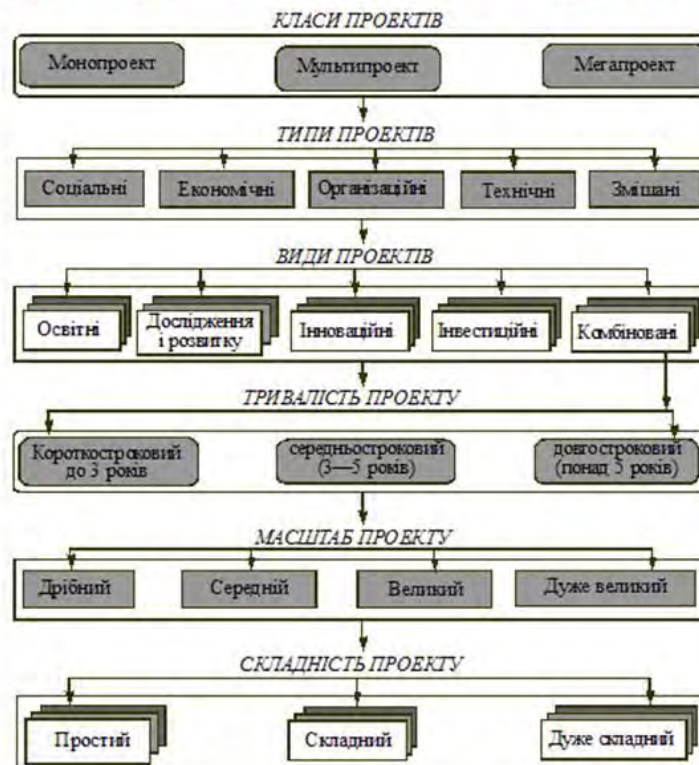 КЛАСИ ПРОЕКТІВ
Монопроект
Мультипроект
Мегапроект
ТИПИ ПРОЕКТІВ
Соціальні
Економічні
Організаційні
Технічні
Змішані
ВИДИ ПРОЕКТІВ
Освітні
Дослідження
і розвитку
Інноваційні
Інвестиційні
Комбіновані
ТРИВАЛІСТЬ ПРОЕКТУ
Короткостроковий
до 3 років
середньостроковий
(3—5 років)
довгостроковий
(понад 5 років)
МАСШТАБ ПРОЕКТУ
Дрібний
Середній
Великий
Дуже великий
СКЛАДНІСТЬ ПРОЕКТУ
Простий
Складний
Дуже складний